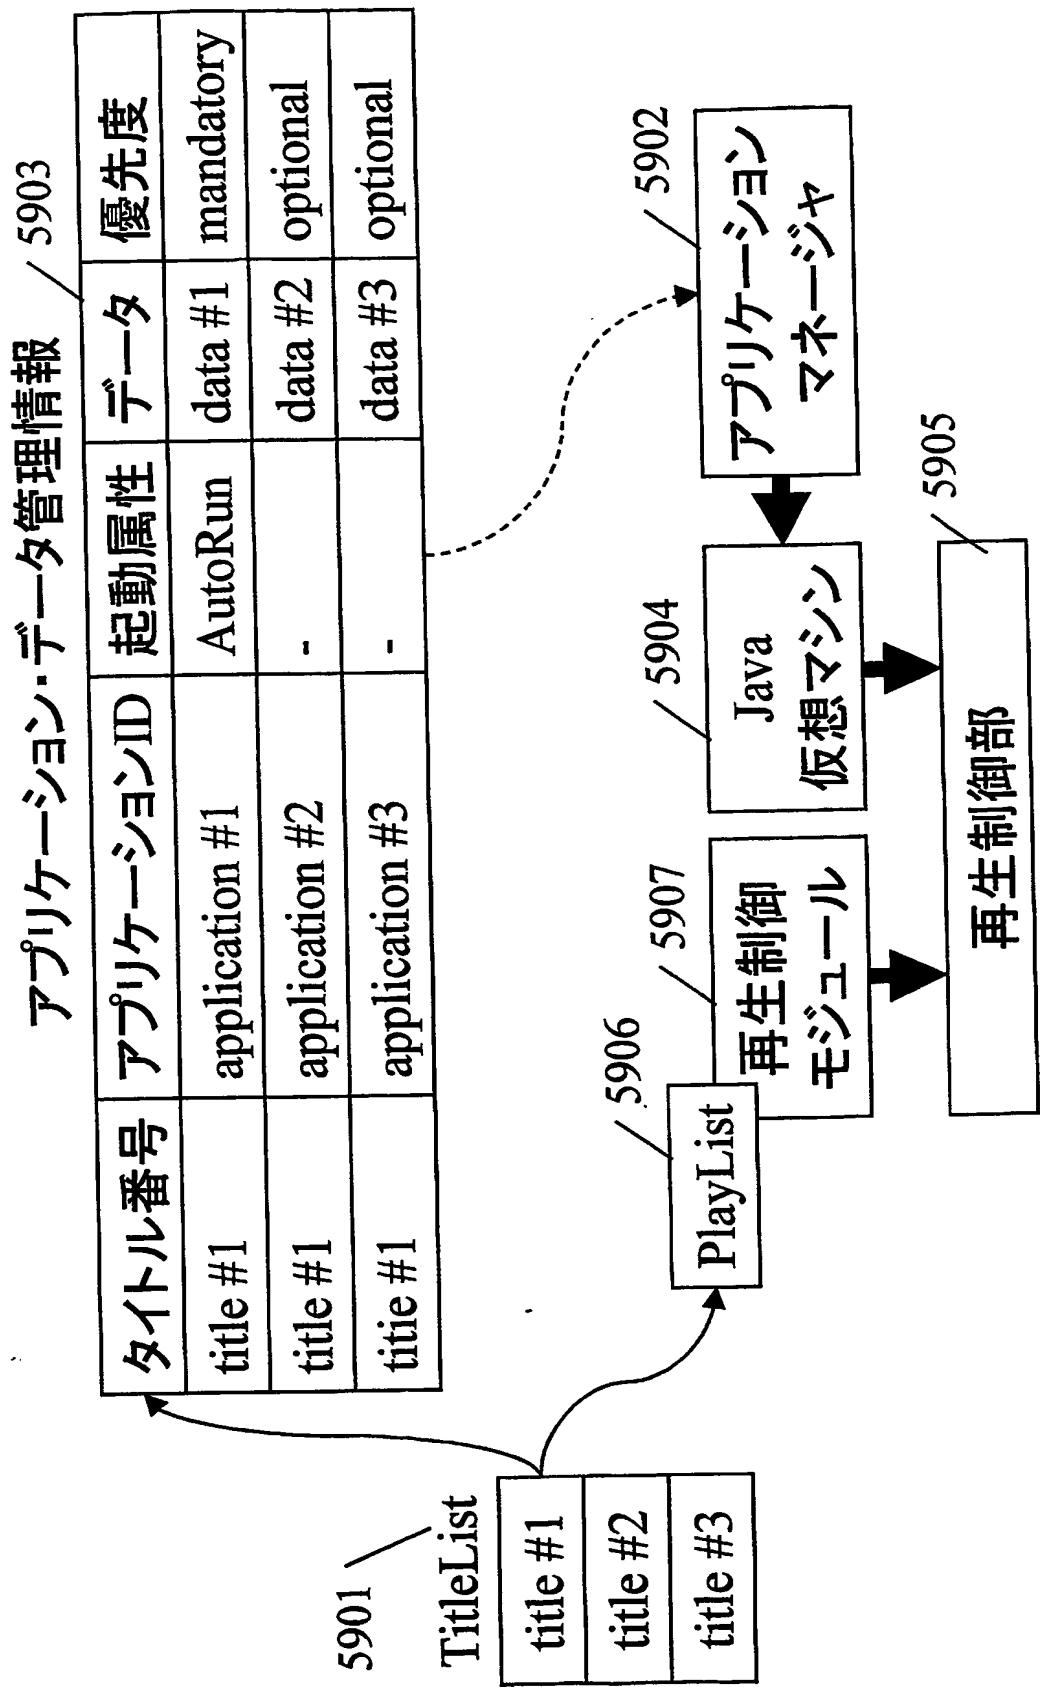 アプリケーション・データ管理情報
5903
タイトル番号 アプリケーションID 起動属性 データ 優先度
title #1 application #1 AutoRun data #1 mandatory
title #1 application #2 - data #2 optional
titie #1 application #3 - data #3 optional
5901
TitleList
title #1
title #2
title #3
5906
PlayList
5907
再生制御
モジュール
5904
Java
仮想マシン
5902
アプリケーション
マネージャ
5905
再生制御部